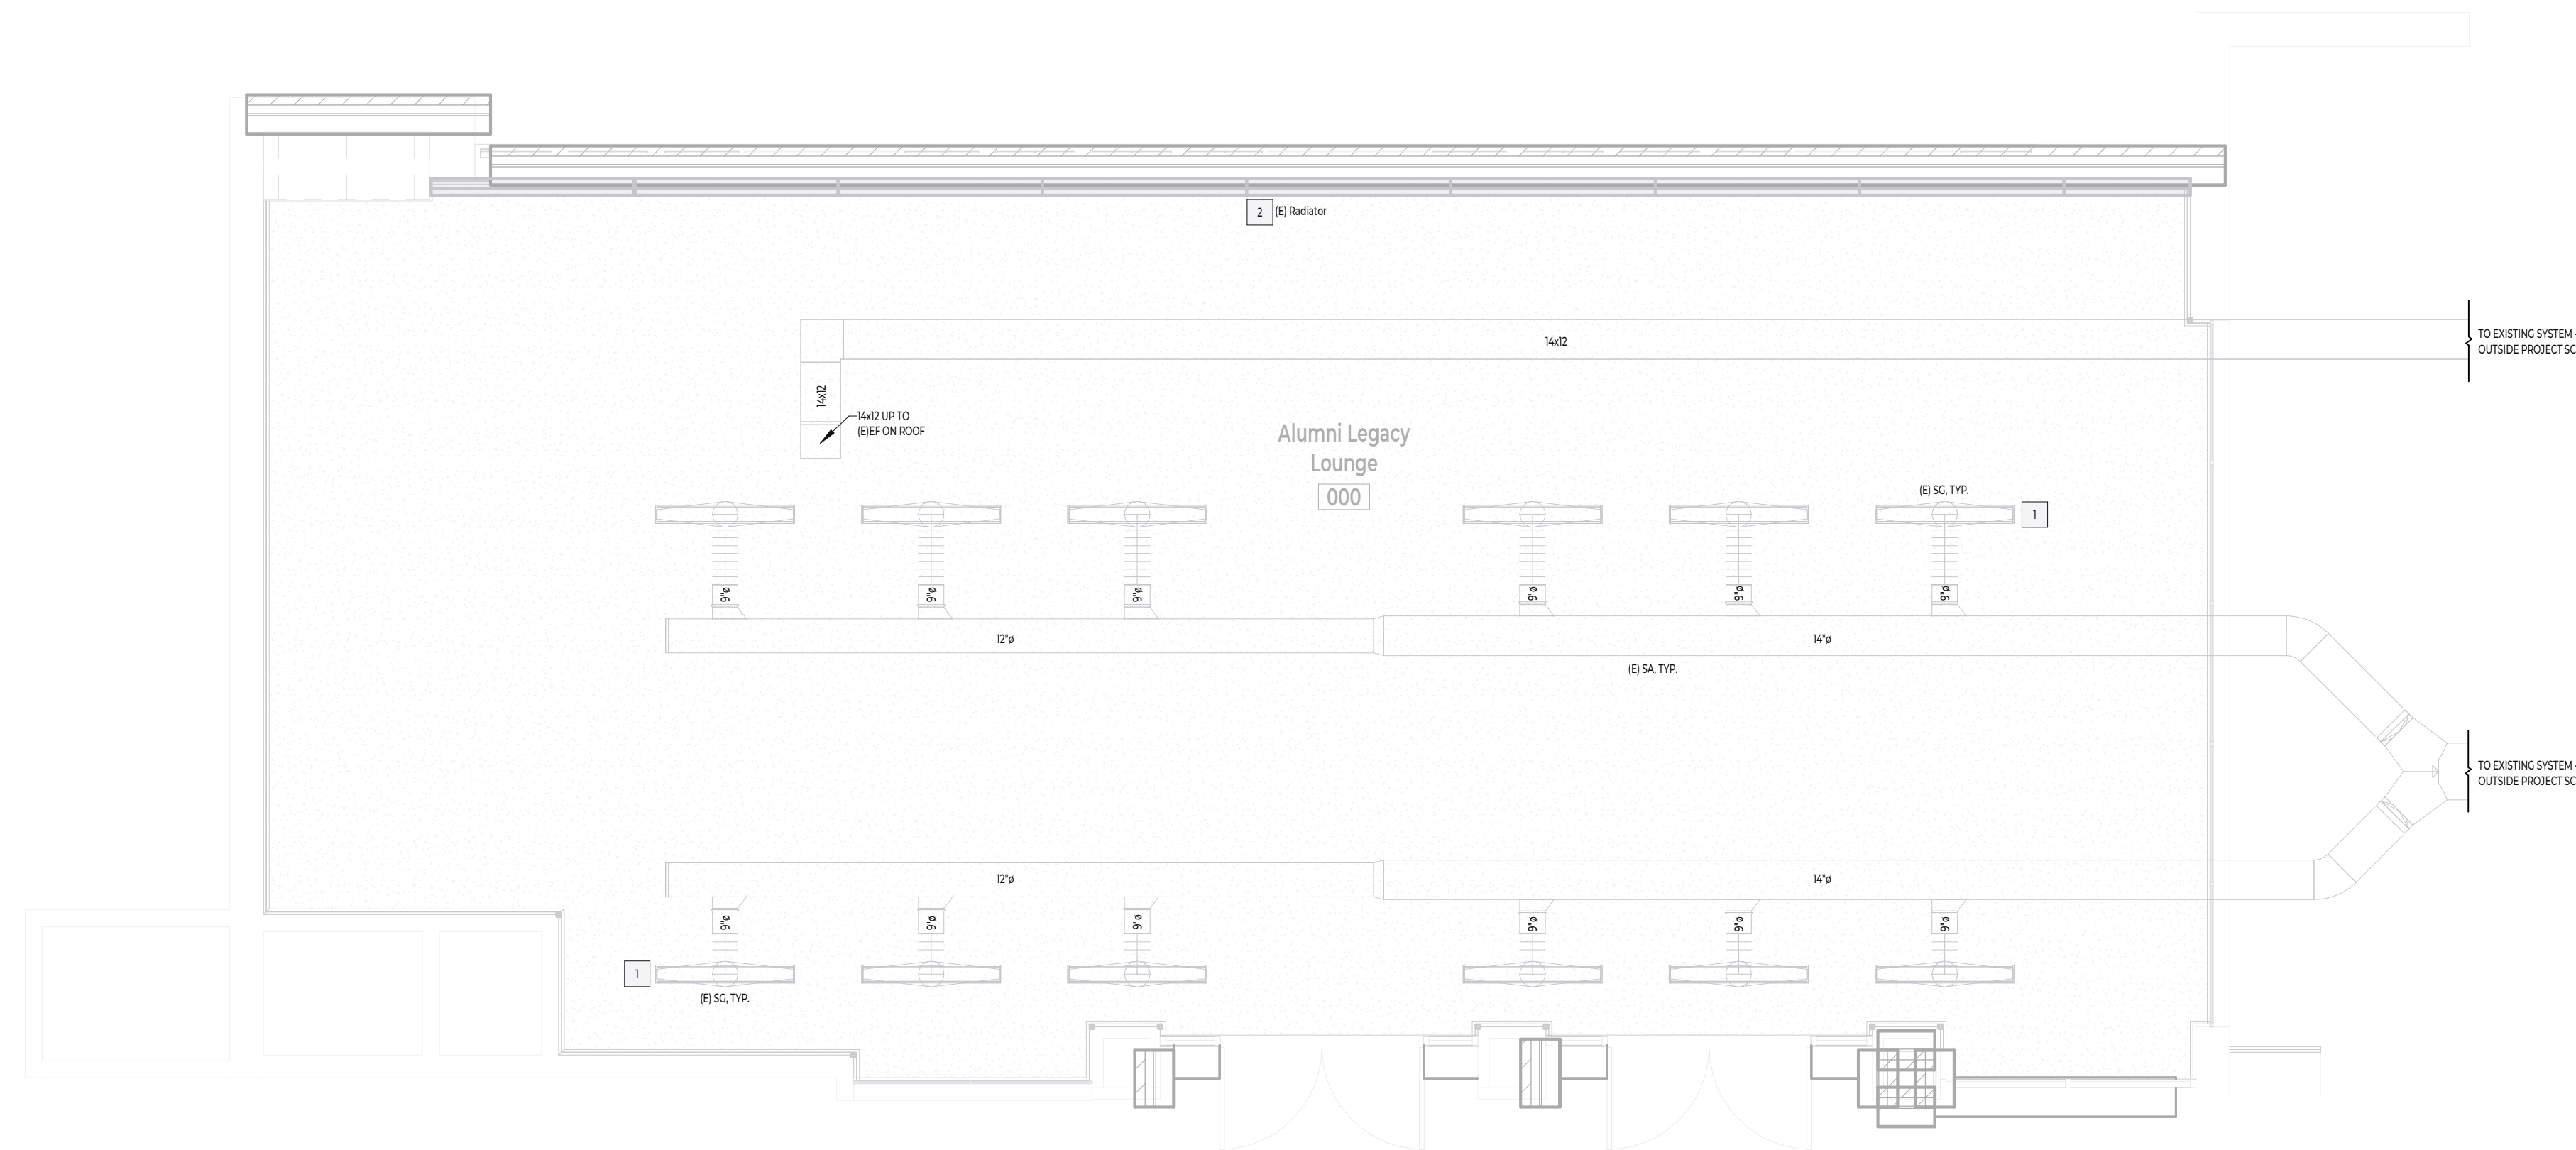 2 (E) Radiator
14x12
TO EXISTING SYSTEM -
OUTSIDE PROJECT SC
14x12
14x12 UP TO
(E)EF ON ROOF
Alumni Legacy
Lounge
000
(E) SG, TYP.
1
9"ø
9"ø
9"ø
9"ø
9"ø
9"ø
12"ø
14"ø
(E) SA, TYP.
TO EXISTING SYSTEM -
OUTSIDE PROJECT SC
12"ø
14"ø
9"ø
9"ø
9"ø
9"ø
9"ø
9"ø
1
(E) SG, TYP.